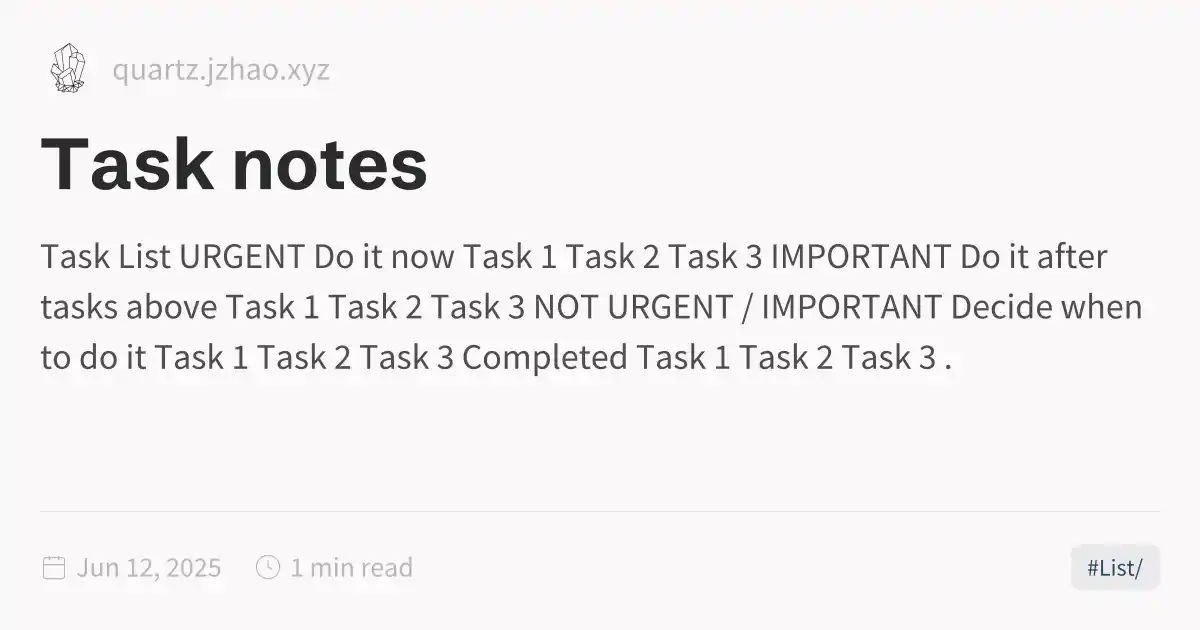 quartz.jzhao.xyz
Task notes
Task List URGENT Do it now Task 1 Task 2 Task 3 IMPORTANT Do it after
tasks above Task 1 Task 2 Task 3 NOT URGENT / IMPORTANT Decide when
to do it Task 1 Task 2 Task 3 Completed Task 1 Task 2 Task 3 .
Jun 12, 2025 1 min read #List/